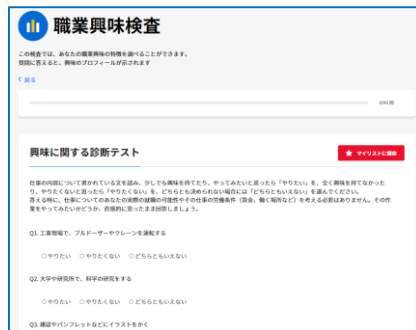 職業興味検査
この検査では、あなたの職業興味の特徴を調べることができます。
質問に答えると、興味のプロフィールが示されます
戻る
興味に関する診断テスト
マイリストに保存
仕事の内容について書かれている文を読み、少しでも興味を持てたり、やってみたいと思ったら「やりたい」を、全く興味を持てなかった
り、やりたくないと思ったら「やりたくない」を、どちらとも決められない場合には「どちらともいえない」を選んでください。
答える時に、仕事についてのあなたの実際の就職の可能性やその仕事の労働条件（賃金、働く場所など）を考える必要はありません。その作
業をやってみたいかどうか、直感的に思ったまま回答しましょう。
Q1. 工事現場で、ブルドーザーやクレーンを運転する
やりたい やりたくない どちらともいえない
Q2. 大学や研究所で、科学の研究をする
やりたい やりたくない どちらともいえない
Q3. 雑誌やパンフレットなどにイラストをかく